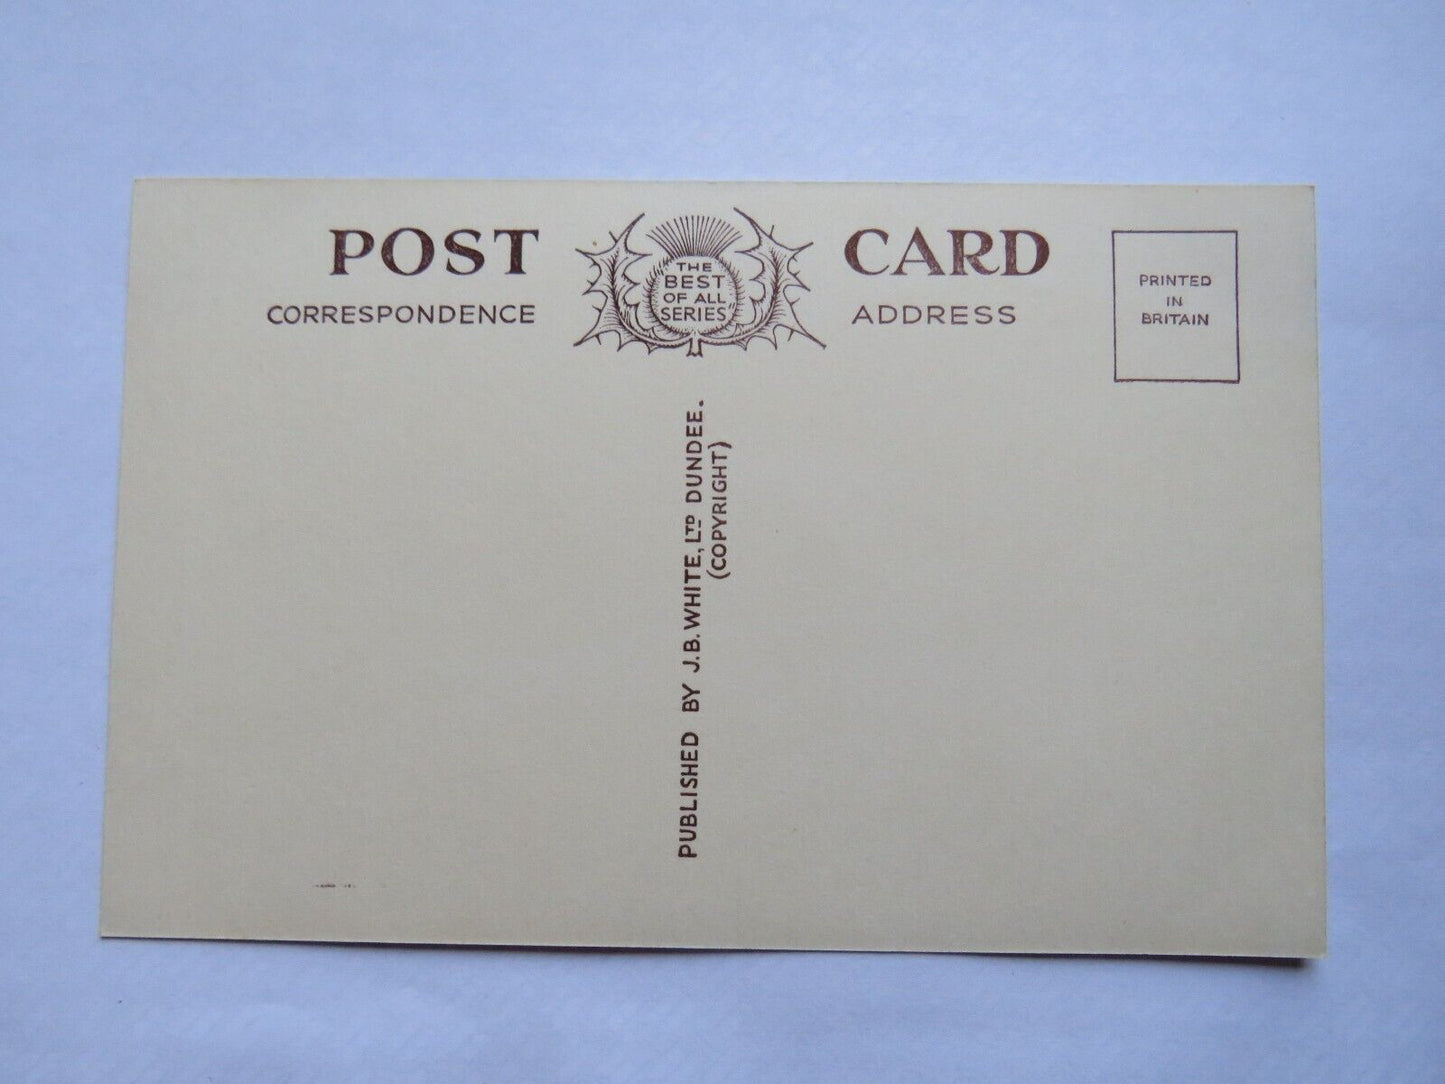 POST CARD
CORRESPONDENCE
THE
BEST
OF ALL
SERIES"
ADDRESS
PRINTED
IN
BRITAIN
PUBLISHED BY J.B. WHITE, LTD DUNDEE.
(COPYRIGHT)